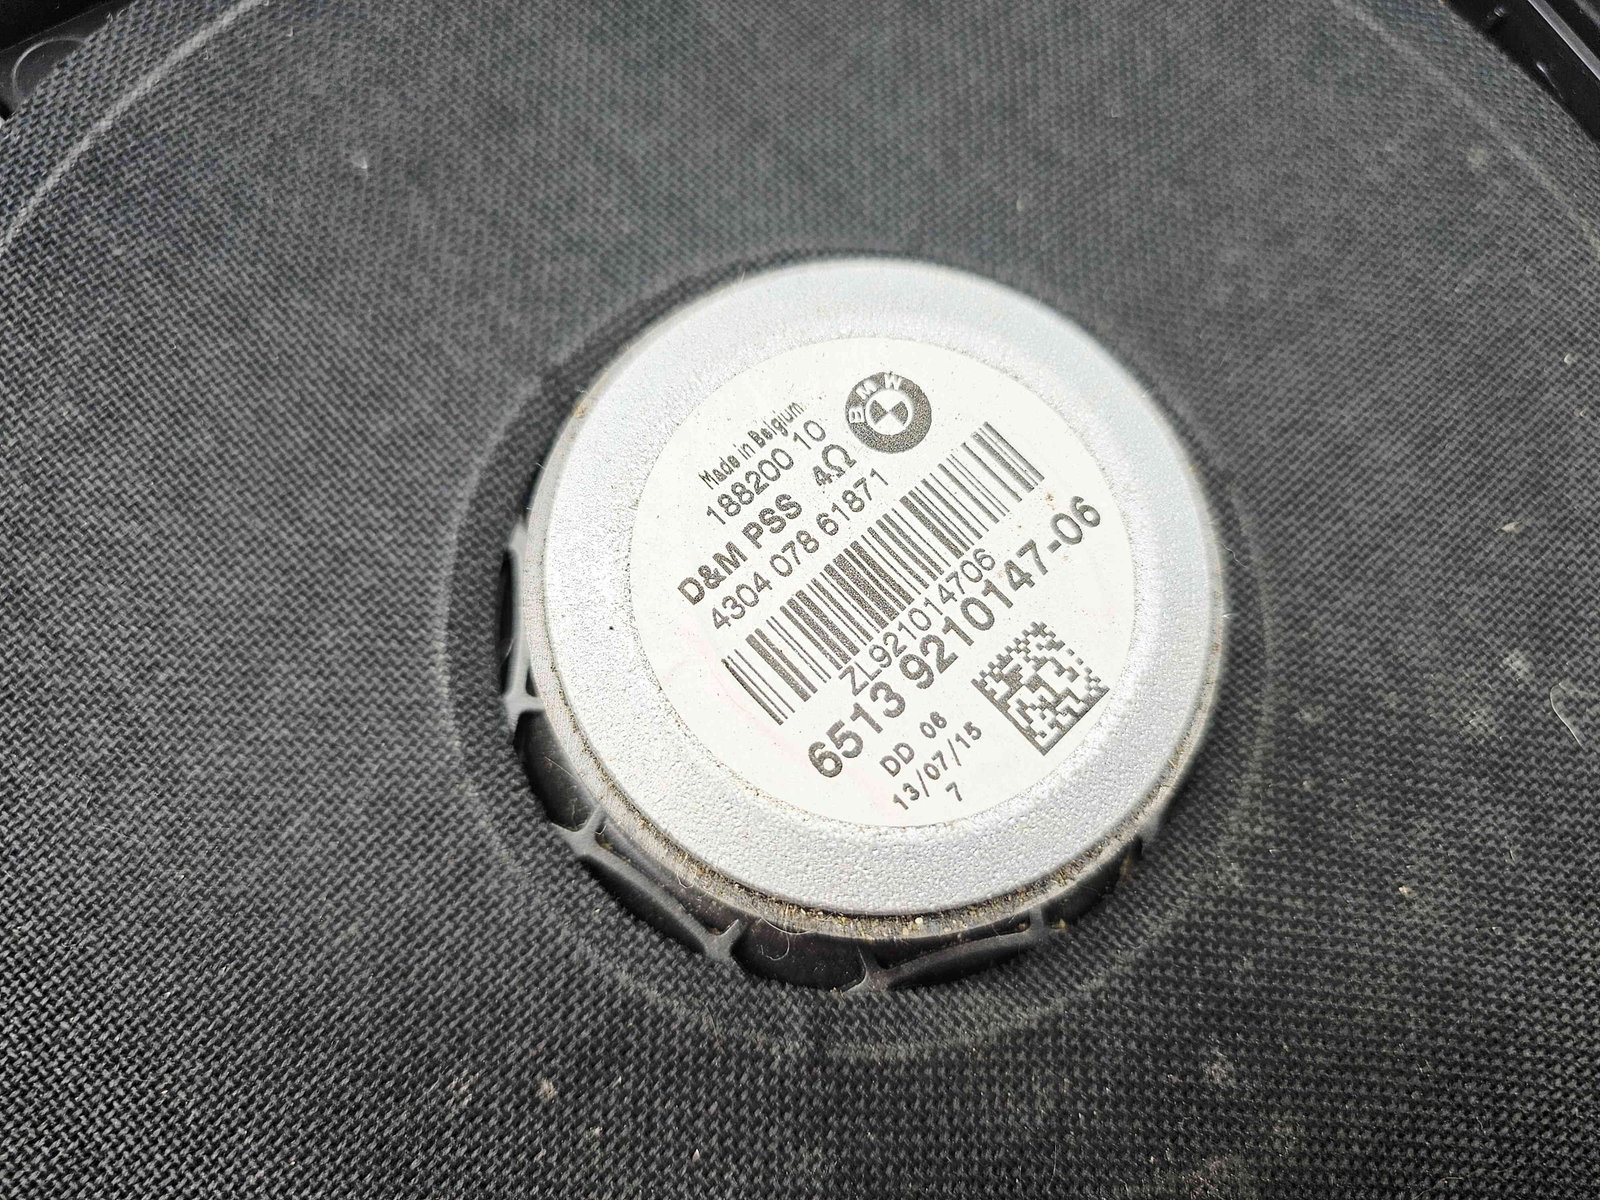 BMW
Made in Belgium
188200 10
D&M PSS 4Ω
4304 078 61871
ZL921014706
6513 9210147-06
DD 06
13/07/15
7